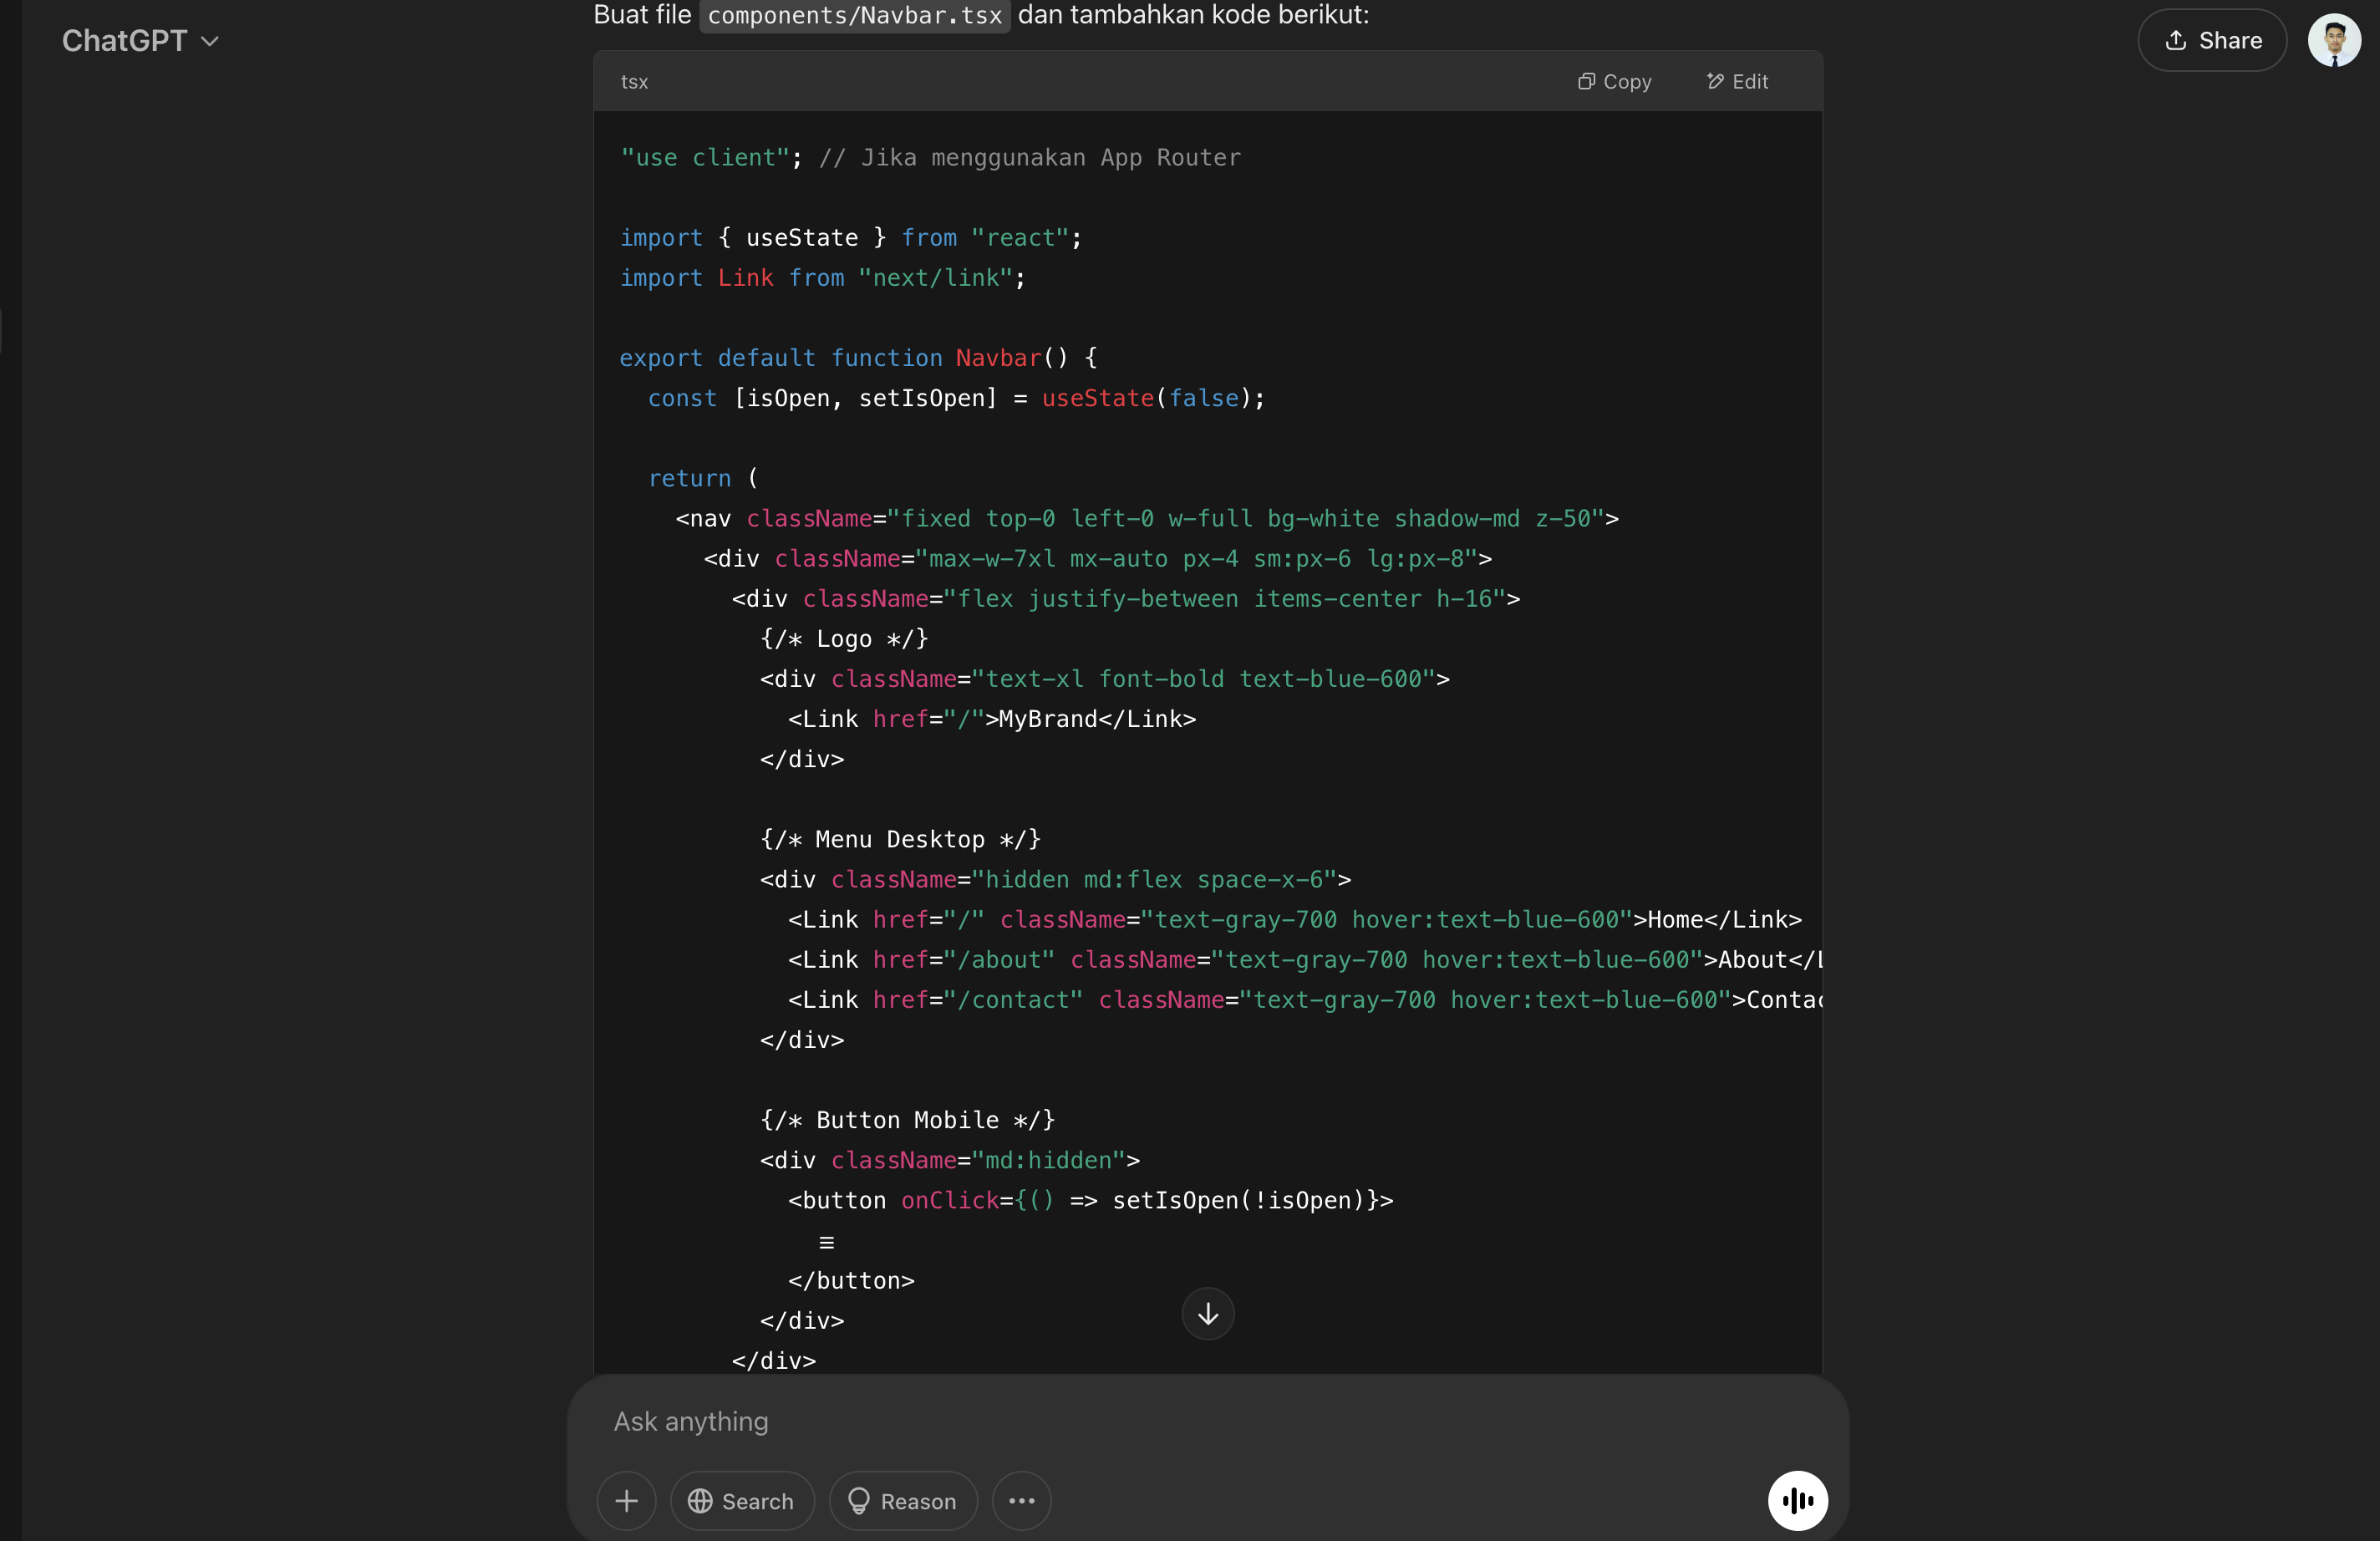 Buat file components/Navbar.tsx dan tambahkan kode berikut:
ChatGPT
Share
tsx
Copy
Edit
"use client"; // Jika menggunakan App Router
import { useState } from "react";
import Link from "next/link";
export default function Navbar() {
const [isOpen, setIsOpen] = useState(false);
return (
<nav className="fixed top-0 left-0 w-full bg-white shadow-md z-50">
<div className="max-w-7xl mx-auto px-4 sm:px-6 lg:px-8">
<div className="flex justify-between items-center h-16">
{/* Logo */}
<div className="text-xl font-bold text-blue-600">
<Link href="/">MyBrand</Link>
</div>
{/* Menu Desktop */}
<div className="hidden md:flex space-x-6">
<Link href="/" className="text-gray-700 hover:text-blue-600">Home</Link>
<Link href="/about" className="text-gray-700 hover:text-blue-600">About</L
<Link href="/contact" className="text-gray-700 hover:text-blue-600">Contac
</div>
{/* Button Mobile */}
<div className="md:hidden">
<button onClick={() => setIsOpen(!isOpen)}>
☰
</button>
</div>
</div>
Ask anything
Search
Reason